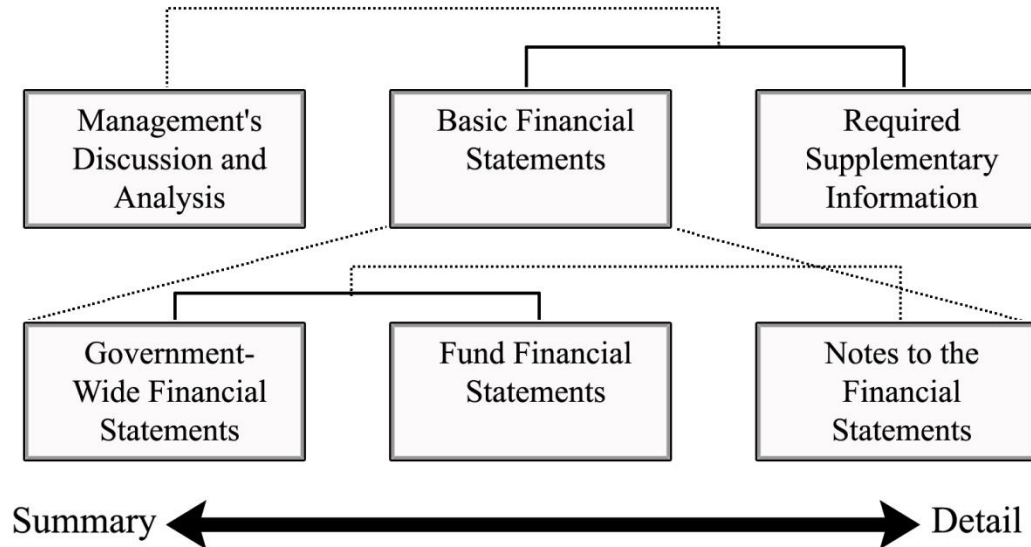 Management's
Discussion and
Analysis
Basic Financial
Statements
Required
Supplementary
Information
Government-
Wide Financial
Statements
Fund Financial
Statements
Notes to the
Financial
Statements
Summary
Detail